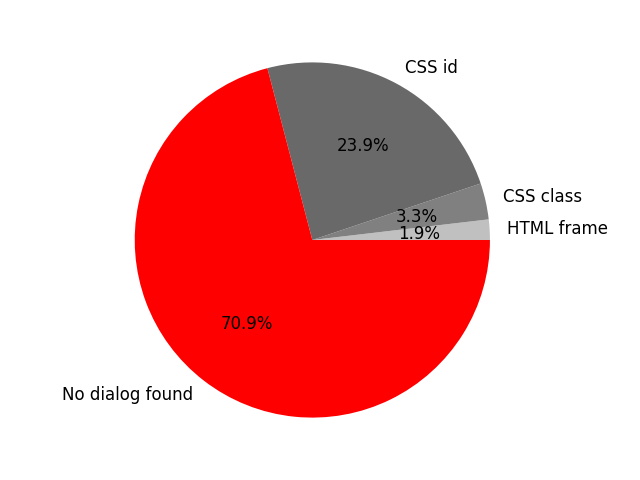 CSS id
23.9%
CSS class
3.3%
HTML frame
1.9%
70.9%
No dialog found